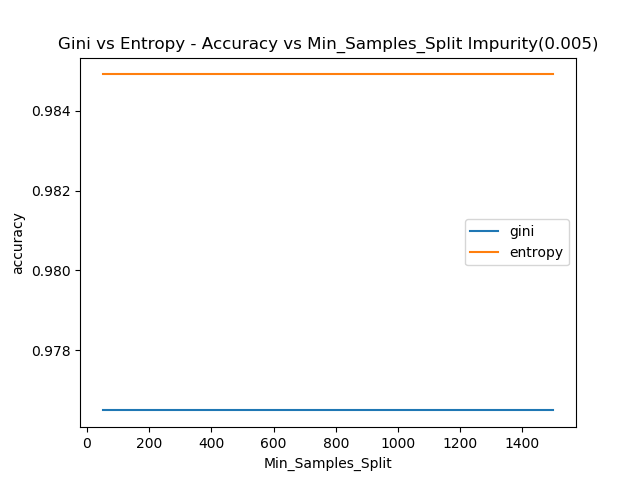 Gini vs Entropy - Accuracy vs Min_Samples_Split Impurity(0.005)
0.984
0.982
0.980
0.978
accuracy
gini
entropy
0 200 400 600 800 1000 1200 1400
Min_Samples_Split